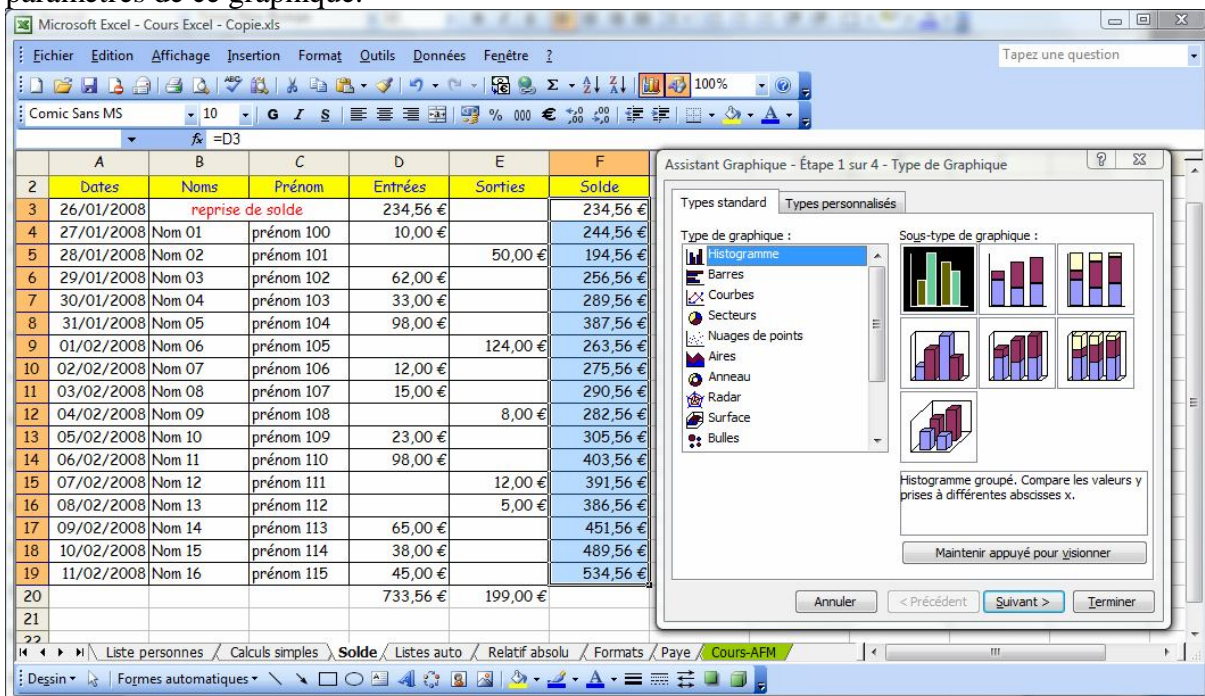 paramètres de ce graphique.
Microsoft Excel - Cours Excel - Copie.xls
Fichier Edition Affichage Insertion Format Outils Données Fenêtre ?
Tapez une question
100%
Comic Sans MS 10 G I S % 000 €
fx =D3
A B C D E F
2 Dates Noms Prénom Entrées Sorties Solde
3 26/01/2008 reprise de solde 234,56 € 234,56 €
4 27/01/2008 Nom 01 prénom 100 10,00 € 244,56 €
5 28/01/2008 Nom 02 prénom 101 50,00 € 194,56 €
6 29/01/2008 Nom 03 prénom 102 62,00 € 256,56 €
7 30/01/2008 Nom 04 prénom 103 33,00 € 289,56 €
8 31/01/2008 Nom 05 prénom 104 98,00 € 387,56 €
9 01/02/2008 Nom 06 prénom 105 124,00 € 263,56 €
10 02/02/2008 Nom 07 prénom 106 12,00 € 275,56 €
11 03/02/2008 Nom 08 prénom 107 15,00 € 290,56 €
12 04/02/2008 Nom 09 prénom 108 8,00 € 282,56 €
13 05/02/2008 Nom 10 prénom 109 23,00 € 305,56 €
14 06/02/2008 Nom 11 prénom 110 98,00 € 403,56 €
15 07/02/2008 Nom 12 prénom 111 12,00 € 391,56 €
16 08/02/2008 Nom 13 prénom 112 5,00 € 386,56 €
17 09/02/2008 Nom 14 prénom 113 65,00 € 451,56 €
18 10/02/2008 Nom 15 prénom 114 38,00 € 489,56 €
19 11/02/2008 Nom 16 prénom 115 45,00 € 534,56 €
20 733,56 € 199,00 €
21
22
Assistant Graphique - Étape 1 sur 4 - Type de Graphique
Types standard Types personnalisés
Type de graphique :
Histogramme
Barres
Courbes
Secteurs
Nuages de points
Aires
Anneau
Radar
Surface
Bulles
Sous-type de graphique :
Histogramme groupé. Compare les valeurs y
prises à différentes abscisses x.
Maintenir appuyé pour visionner
Annuler < Précédent Suivant > Terminer
Liste personnes Calculs simples Solde Listes auto Relatif absolu Formats Paye Cours-AFM
Dessin Formes automatiques